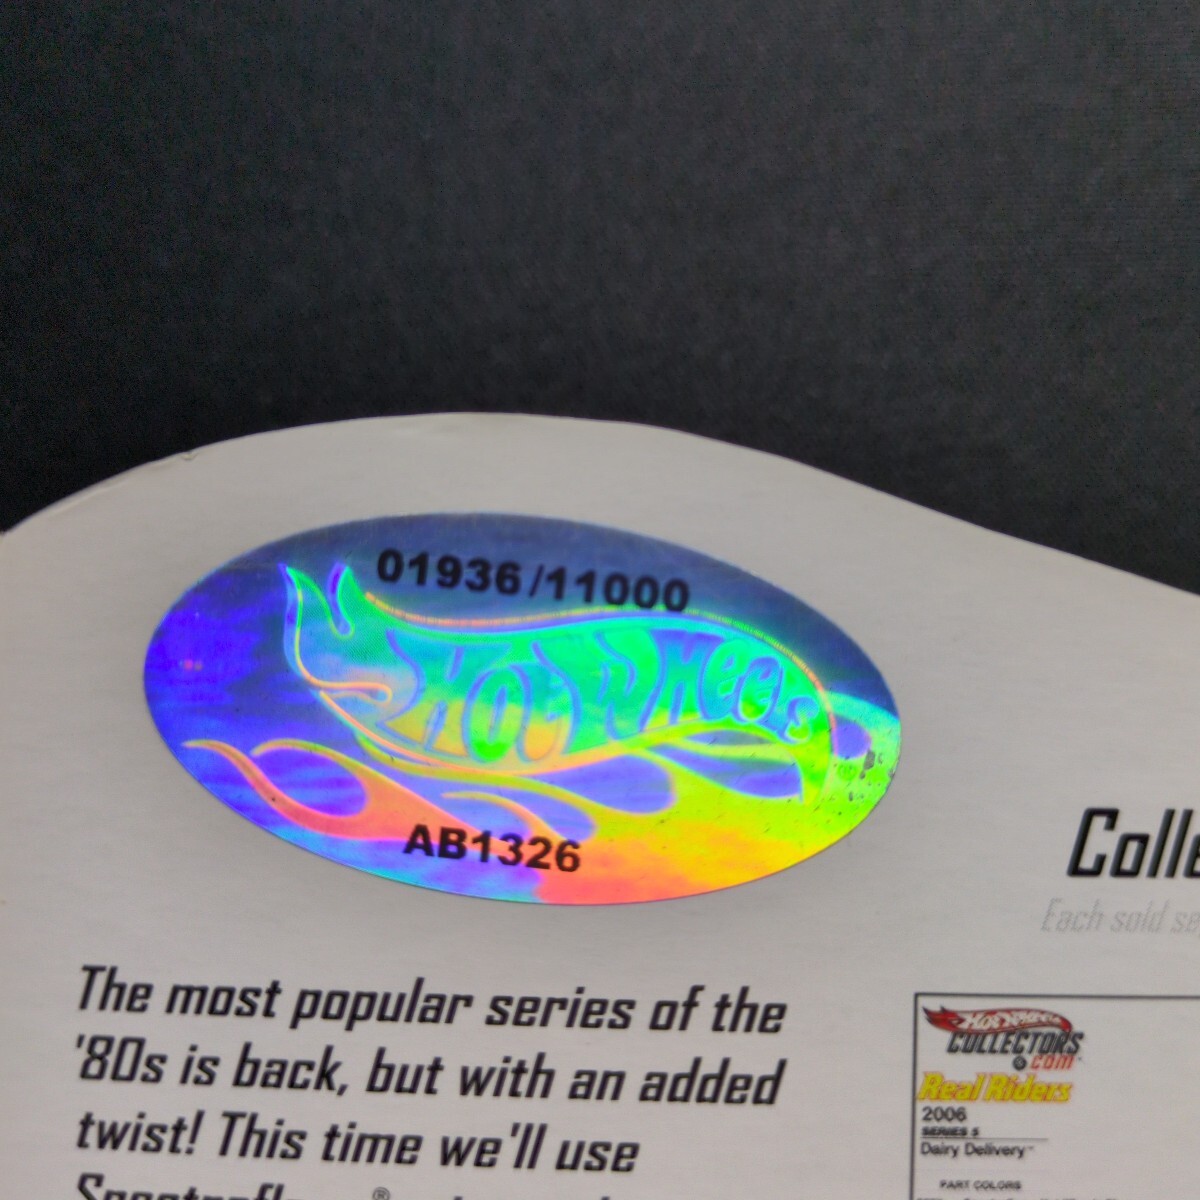 01936/11000
Hot Wheels
AB1326
The most popular series of the
'80s is back, but with an added
twist! This time we'll use
Colle
Each sold se
Hot Wheels
COLLECTORS
.COM™
Real Riders
2006
SERIES 5
Dairy Delivery™
PART COLORS